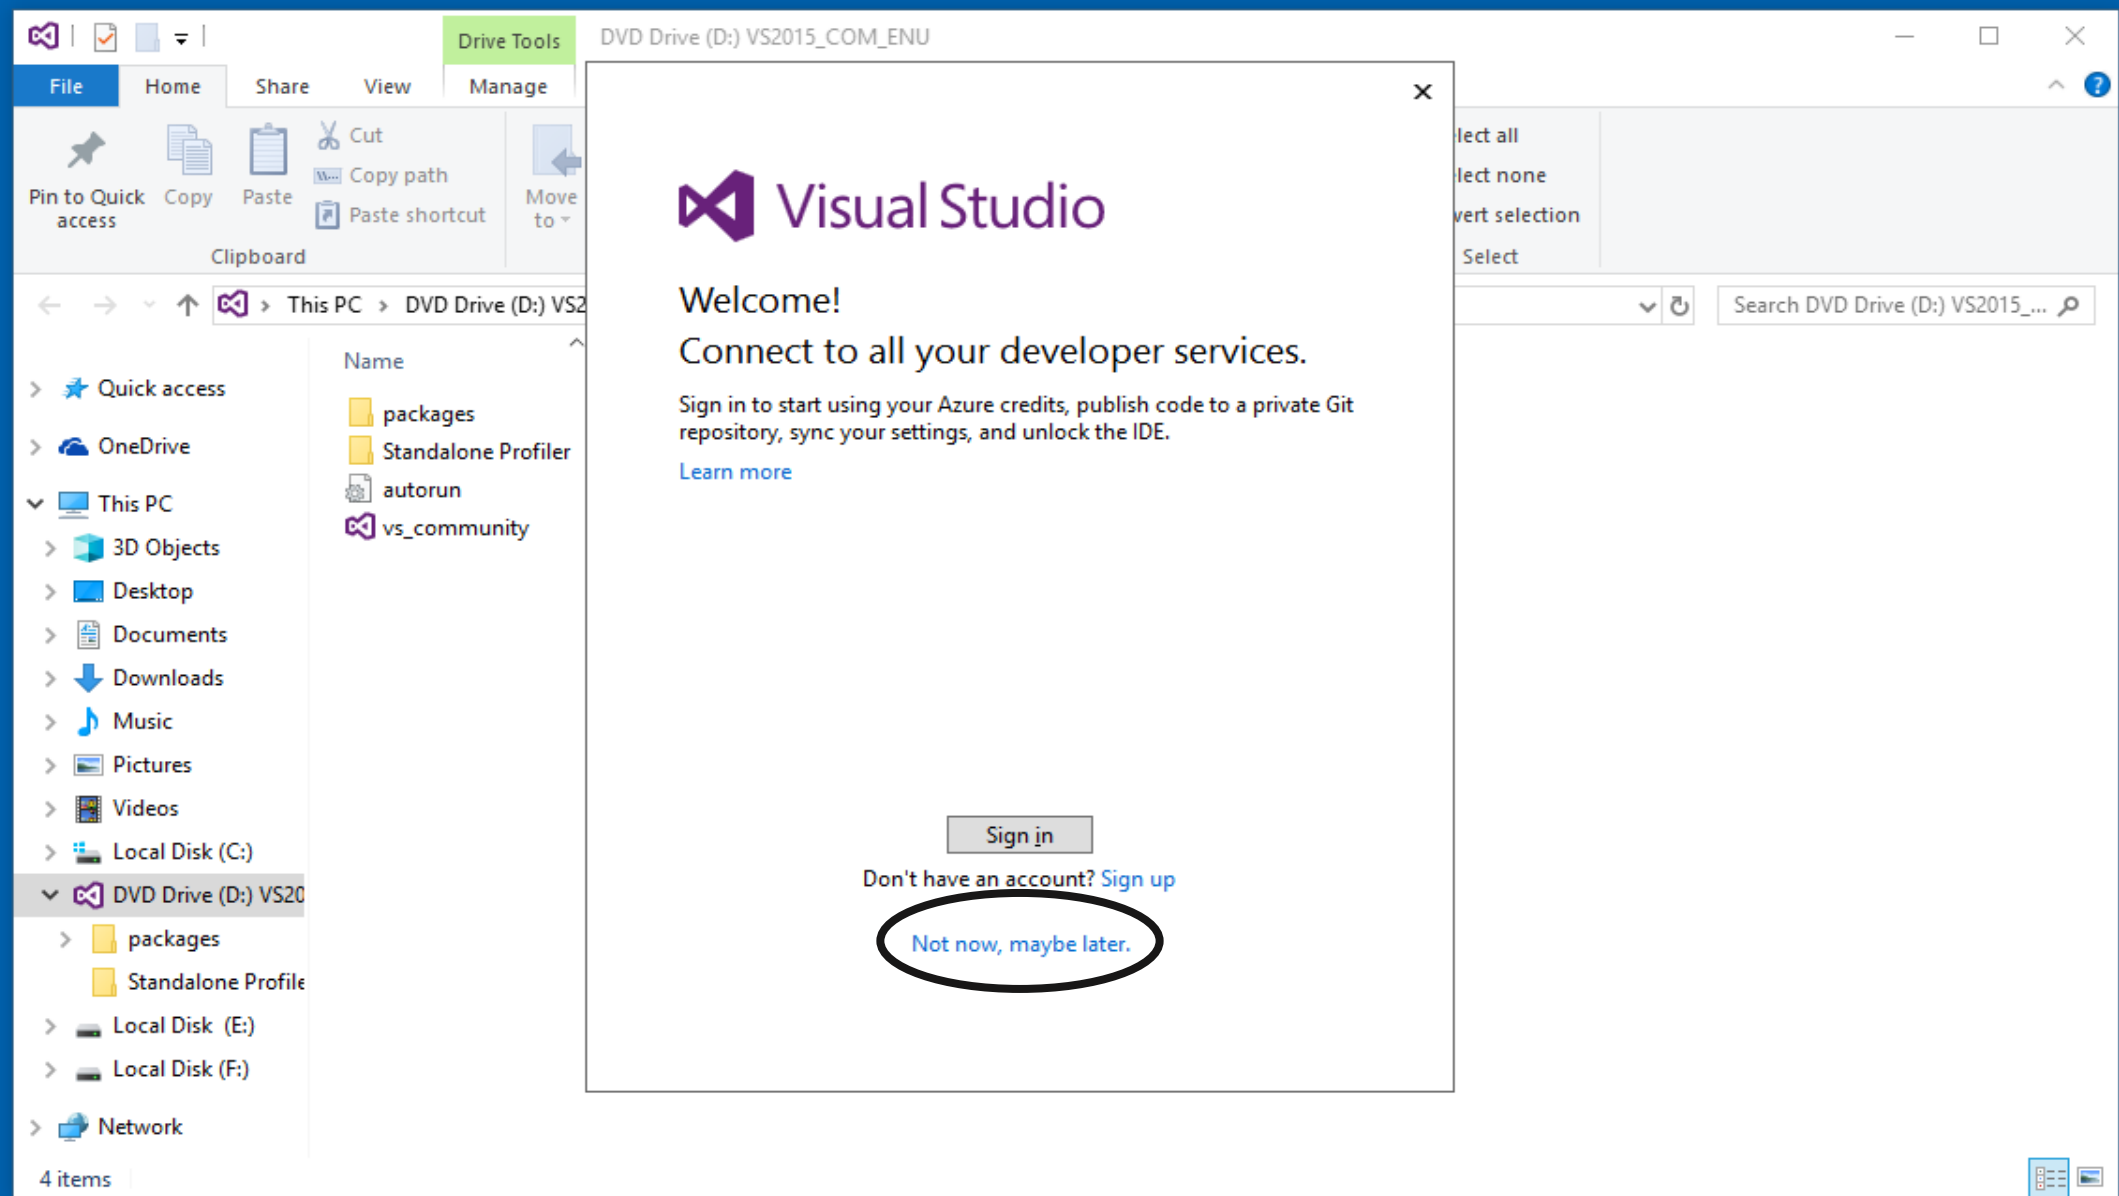 Drive Tools
DVD Drive (D:) VS2015_COM_ENU
File
Home
Share
View
Manage
Pin to Quick
access
Copy
Paste
Cut
Copy path
Paste shortcut
Clipboard
Move
to
lect all
lect none
vert selection
Select
This PC
DVD Drive (D:) VS2
Search DVD Drive (D:) VS2015_...
Quick access
OneDrive
This PC
3D Objects
Desktop
Documents
Downloads
Music
Pictures
Videos
Local Disk (C:)
DVD Drive (D:) VS20
packages
Standalone Profile
Local Disk (E:)
Local Disk (F:)
Network
4 items
Name
packages
Standalone Profiler
autorun
vs_community
Visual Studio
Welcome!
Connect to all your developer services.
Sign in to start using your Azure credits, publish code to a private Git
repository, sync your settings, and unlock the IDE.
Learn more
Sign in
Don't have an account? Sign up
Not now, maybe later.